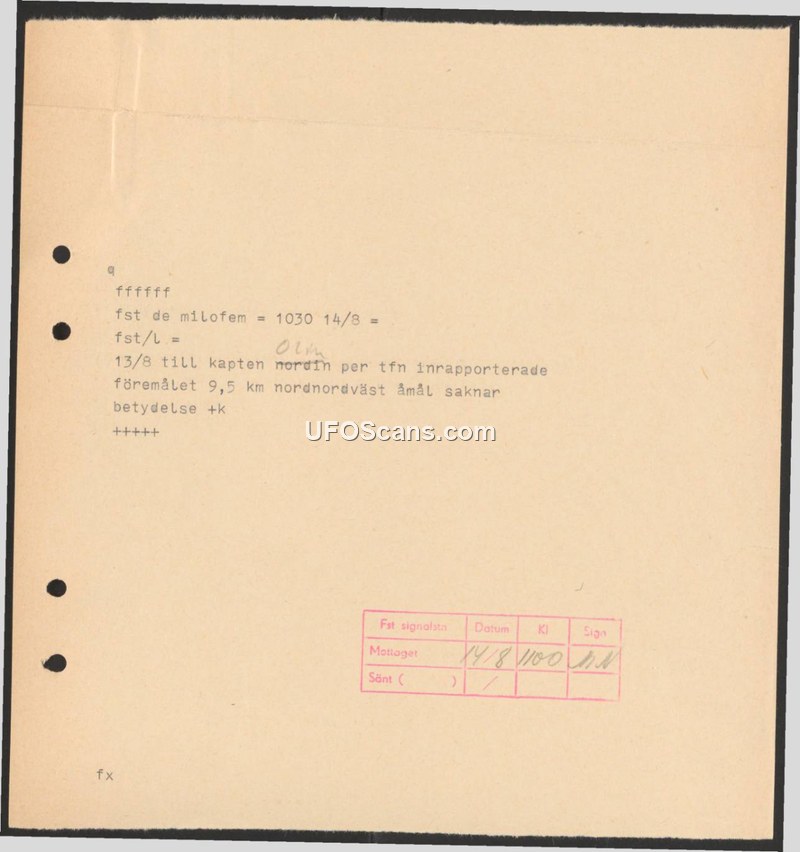 q
ffffff
fst de milofem = 1030 14/8 =
fst/l =
Olin
13/8 till kapten nordin per tfn inrapporterade
föremålet 9,5 km nordnordväst åmål saknar
betydelse +k
+++++
UFOScans.com
Fst signalsta Datum Kl Sign
Mottaget 14/8 1100
Sänt ( ) /
fx